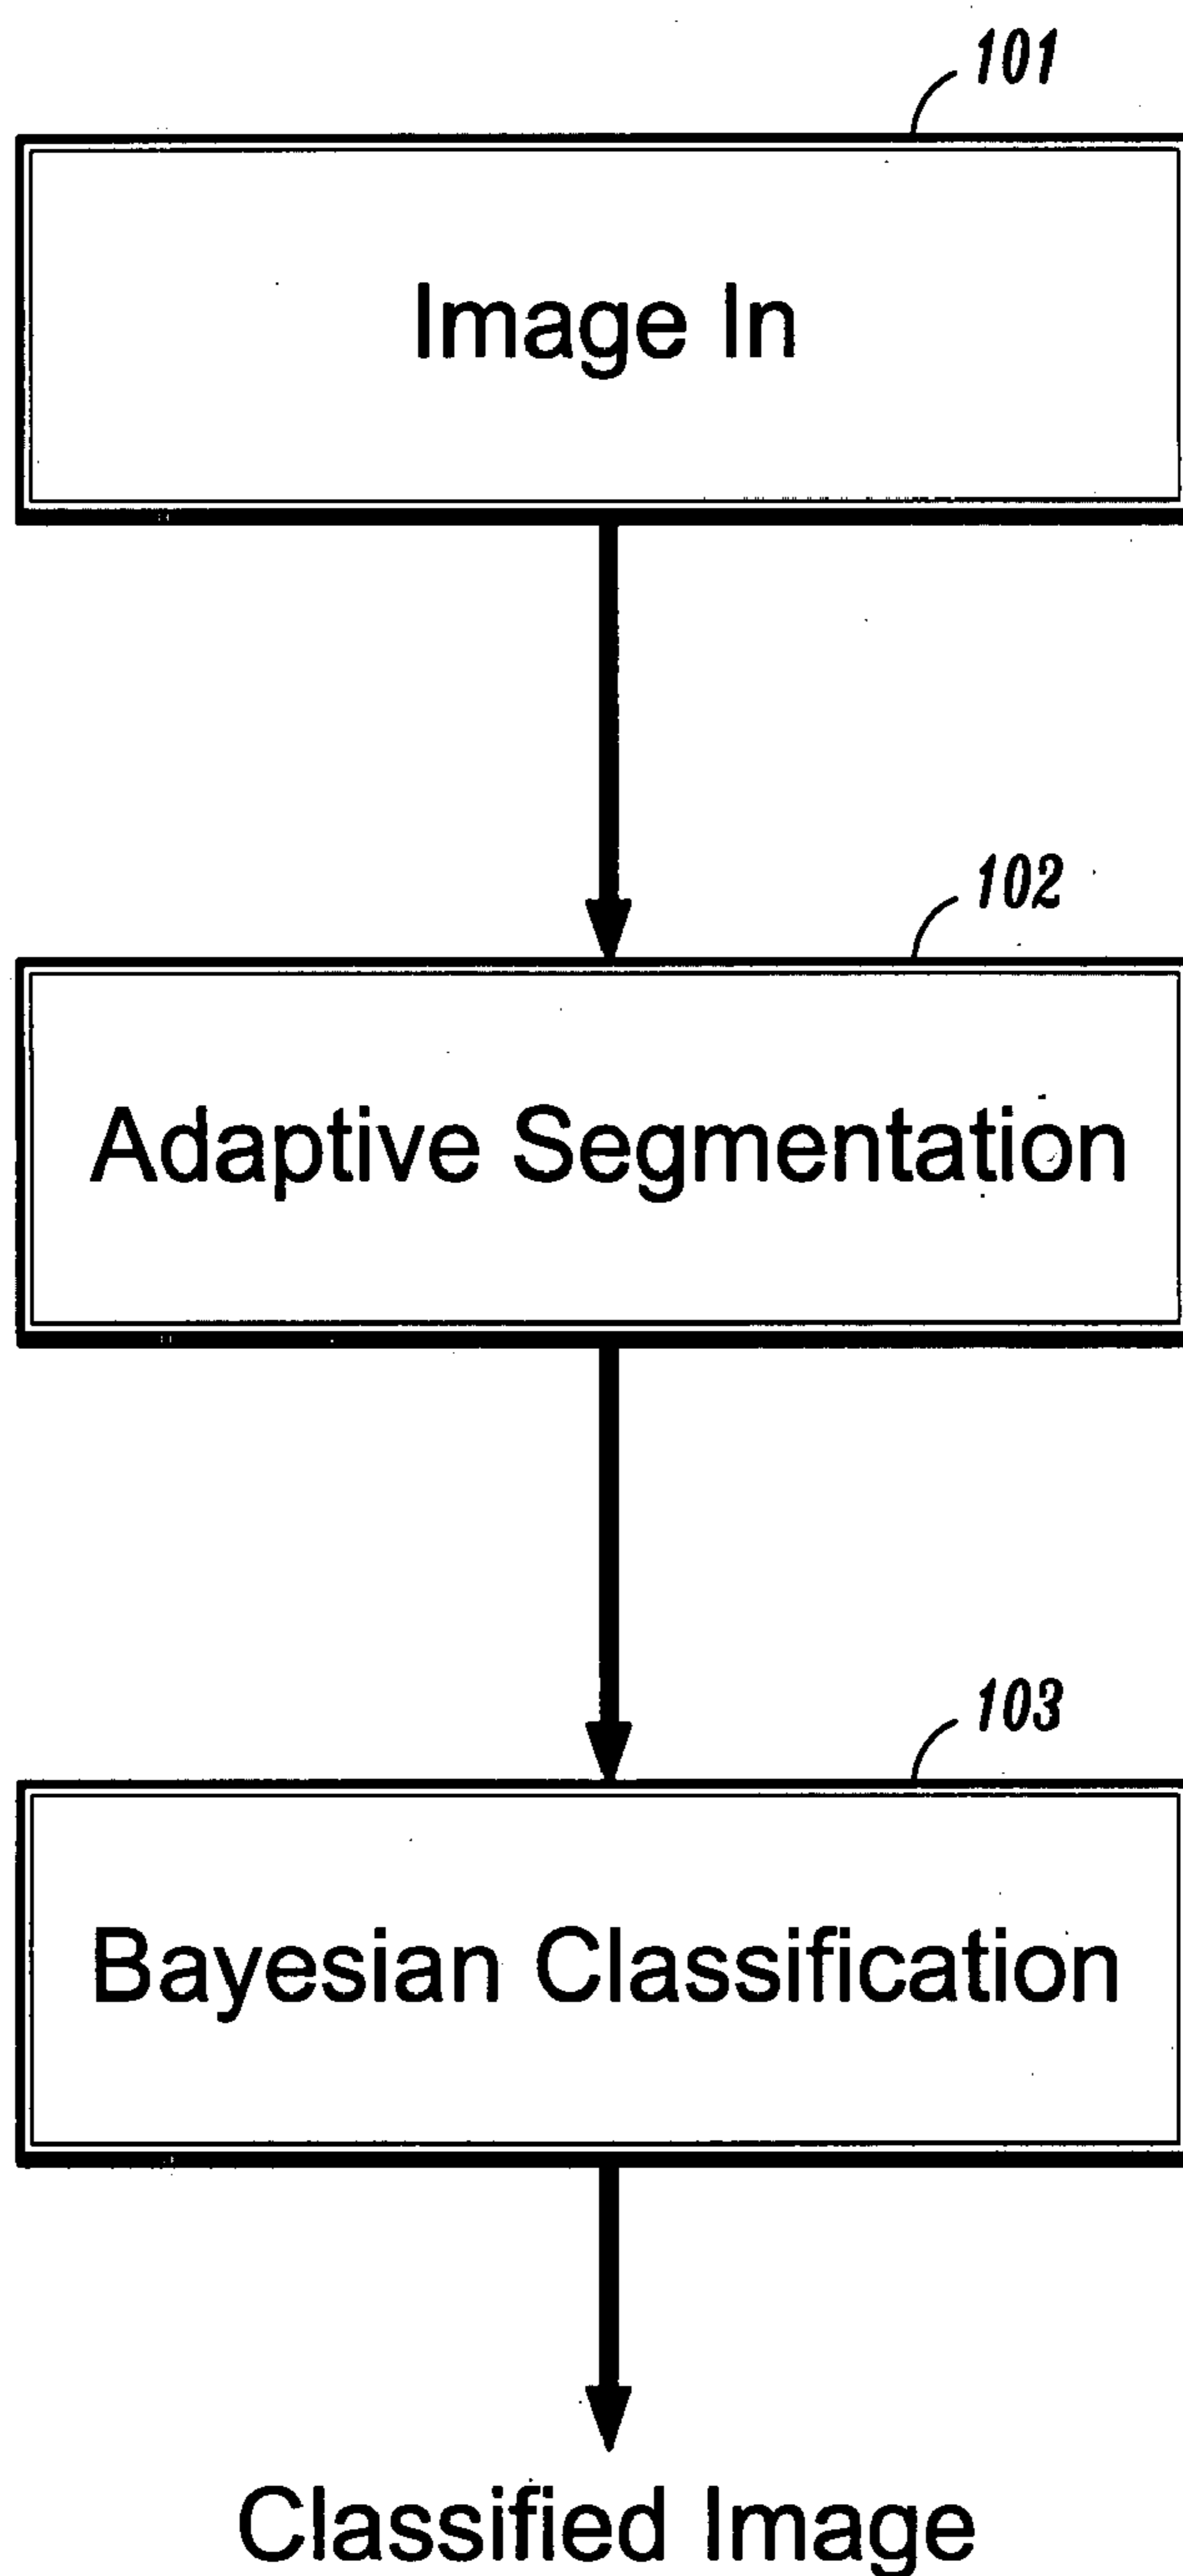 101
Image In
102
Adaptive Segmentation
103
Bayesian Classification
Classified Image